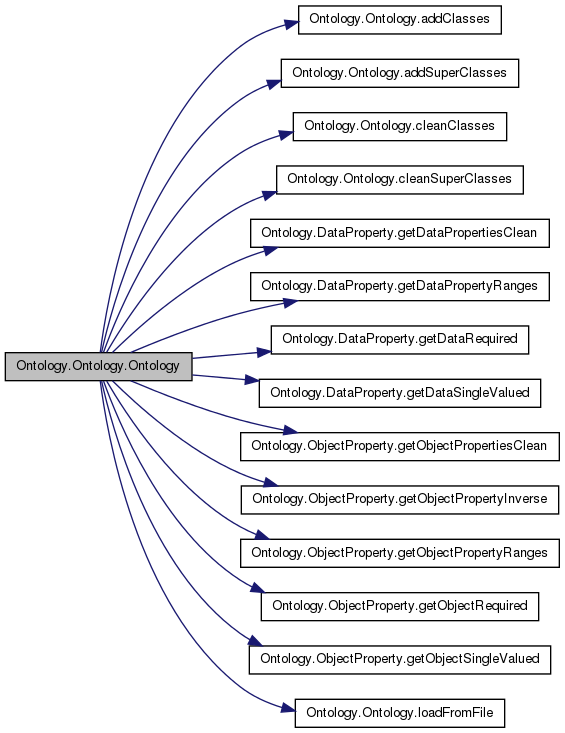 Ontology.Ontology.addClasses
Ontology.Ontology.addSuperClasses
Ontology.Ontology.cleanClasses
Ontology.Ontology.cleanSuperClasses
Ontology.DataProperty.getDataPropertiesClean
Ontology.DataProperty.getDataPropertyRanges
Ontology.DataProperty.getDataRequired
Ontology.Ontology.Ontology
Ontology.DataProperty.getDataSingleValued
Ontology.ObjectProperty.getObjectPropertiesClean
Ontology.ObjectProperty.getObjectPropertyInverse
Ontology.ObjectProperty.getObjectPropertyRanges
Ontology.ObjectProperty.getObjectRequired
Ontology.ObjectProperty.getObjectSingleValued
Ontology.Ontology.loadFromFile